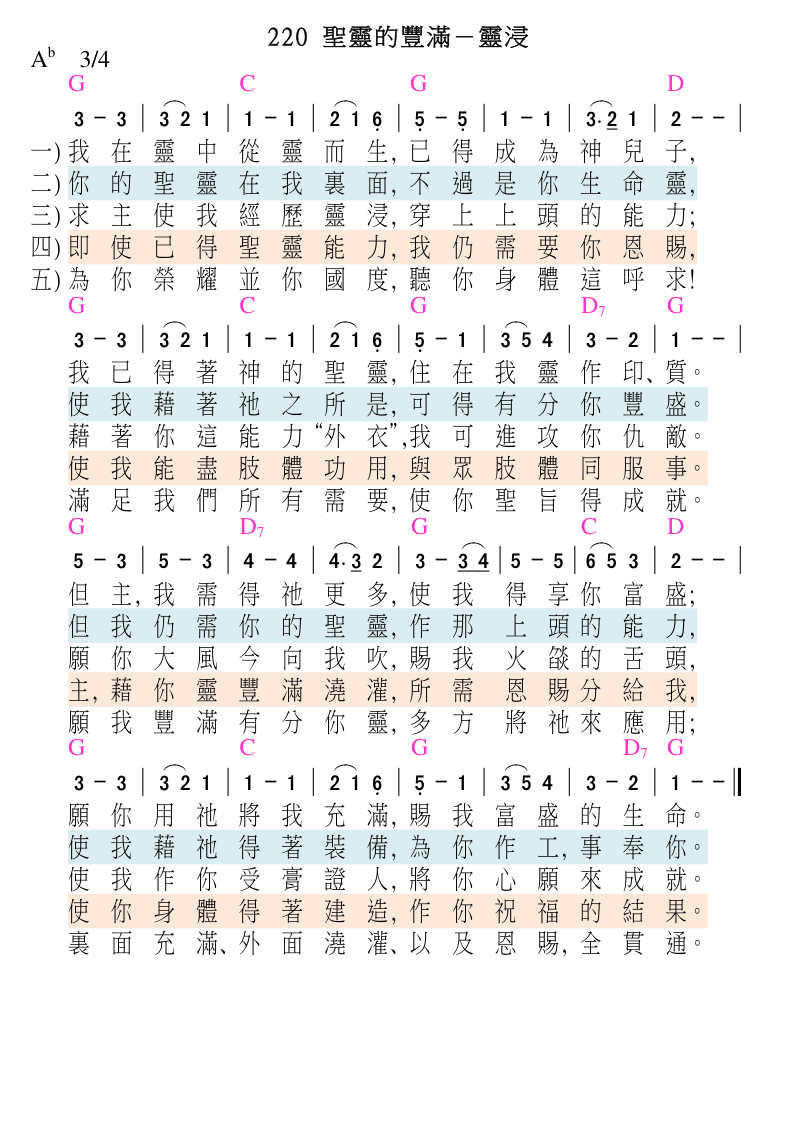 220 聖靈的豐滿－靈浸
A♭ 3/4
G C G D
3 - 3 | 3 2 1 | 1 - 1 | 2 1 6̣ | 5̣ - 5̣ | 1 - 1 | 3· 2 1 | 2 - - |
一) 我在靈中從靈而生, 已得成為神兒子,
二) 你的聖靈在我裏面, 不過是你生命靈,
三) 求主使我經歷靈浸, 穿上上頭的能力;
四) 即使已得聖靈能力, 我仍需要你恩賜,
五) 為你榮耀並你國度, 聽你身體這呼求!
G C G D7 G
3 - 3 | 3 2 1 | 1 - 1 | 2 1 6̣ | 5̣ - 1 | 3 5 4 | 3 - 2 | 1 - - |
我已得著神的聖靈, 住在我靈作印、質。
使我藉著祂之所是, 可得有分你豐盛。
藉著你這能力“外衣”, 我可進攻你仇敵。
使我能盡肢體功用, 與眾肢體同服事。
滿足我們所有需要, 使你聖旨得成就。
G D7 G C D
5 - 3 | 5 - 3 | 4 - 4 | 4· 3 2 | 3 - 3 4 | 5 - 5 | 6 5 3 | 2 - - |
但主, 我需得祂更多, 使我得享你富盛;
但我仍需你的聖靈, 作那上頭的能力,
願你大風今向我吹, 賜我火燄的舌頭,
主, 藉你靈豐滿澆灌, 所需恩賜分給我,
願我豐滿有分你靈, 多方將祂來應用;
G C G D7 G
3 - 3 | 3 2 1 | 1 - 1 | 2 1 6̣ | 5̣ - 1 | 3 5 4 | 3 - 2 | 1 - - ‖
願你用祂將我充滿, 賜我富盛的生命。
使我藉祂得著裝備, 為你作工, 事奉你。
使我作你受膏證人, 將你心願來成就。
使你身體得著建造, 作你祝福的結果。
裏面充滿、外面澆灌、以及恩賜, 全貫通。